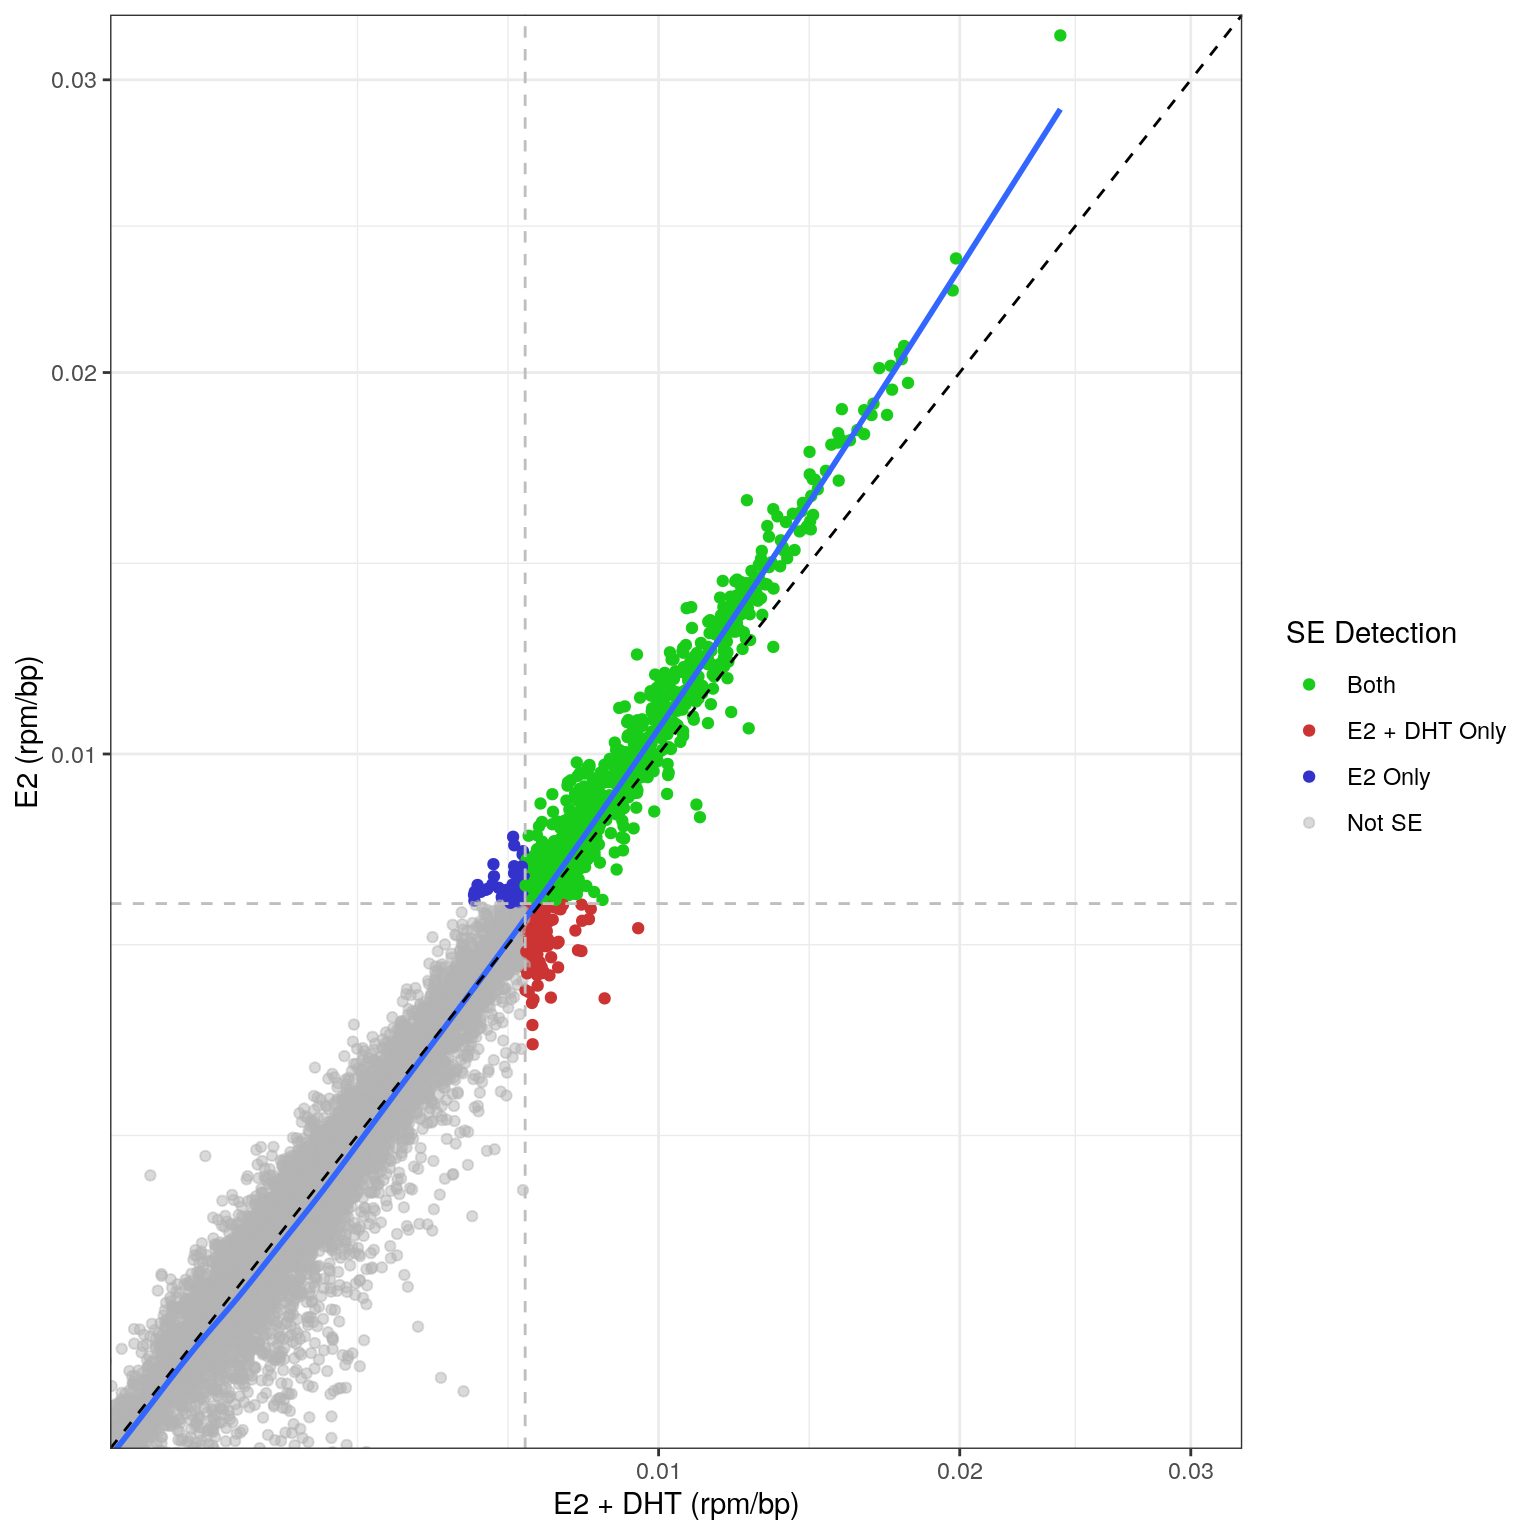 0.03
0.02
0.01
E2 (rpm/bp)
0.01
0.02
0.03
E2 + DHT (rpm/bp)
SE Detection
Both
E2 + DHT Only
E2 Only
Not SE